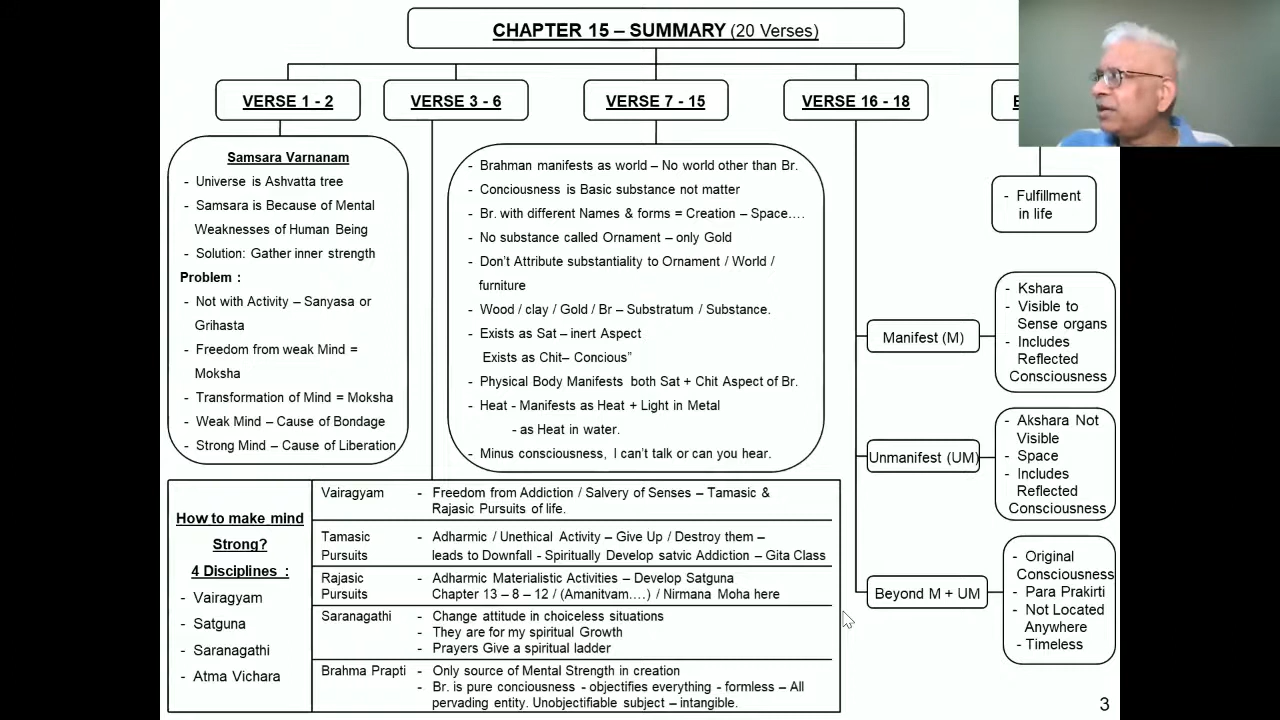 CHAPTER 15 – SUMMARY (20 Verses)
VERSE 1 - 2
VERSE 3 - 6
VERSE 7 - 15
VERSE 16 - 18
Samsara Varnanam
- Universe is Ashvatta tree
- Samsara is Because of Mental
Weaknesses of Human Being
- Solution: Gather inner strength
Problem :
- Not with Activity – Sanyasa or
Grihasta
- Freedom from weak Mind =
Moksha
- Transformation of Mind = Moksha
- Weak Mind – Cause of Bondage
- Strong Mind – Cause of Liberation
- Brahman manifests as world – No world other than Br.
- Conciousness is Basic substance not matter
- Br. with different Names & forms = Creation – Space….
- No substance called Ornament – only Gold
- Don't Attribute substantiality to Ornament / World /
furniture
- Wood / clay / Gold / Br – Substratum / Substance.
- Exists as Sat – inert Aspect
Exists as Chit– Concious”
- Physical Body Manifests both Sat + Chit Aspect of Br.
- Heat - Manifests as Heat + Light in Metal
- as Heat in water.
- Minus consciousness, I can't talk or can you hear.
- Fulfillment
in life
Manifest (M)
- Kshara
- Visible to
Sense organs
- Includes
Reflected
Consciousness
Unmanifest (UM)
- Akshara Not
Visible
- Space
- Includes
Reflected
Consciousness
Beyond M + UM
- Original
Consciousness
- Para Prakirti
- Not Located
Anywhere
- Timeless
How to make mind
Strong?
4 Disciplines :
- Vairagyam
- Satguna
- Saranagathi
- Atma Vichara
Vairagyam - Freedom from Addiction / Salvery of Senses – Tamasic &
Rajasic Pursuits of life.
Tamasic - Adharmic / Unethical Activity – Give Up / Destroy them –
Pursuits leads to Downfall - Spiritually Develop satvic Addiction – Gita Class
Rajasic - Adharmic Materialistic Activities – Develop Satguna
Pursuits Chapter 13 – 8 – 12 / (Amanitvam….) / Nirmana Moha here
Saranagathi - Change attitude in choiceless situations
- They are for my spiritual Growth
- Prayers Give a spiritual ladder
Brahma Prapti - Only source of Mental Strength in creation
- Br. is pure conciousness - objectifies everything - formless – All
pervading entity. Unobjectifiable subject – intangible.
3